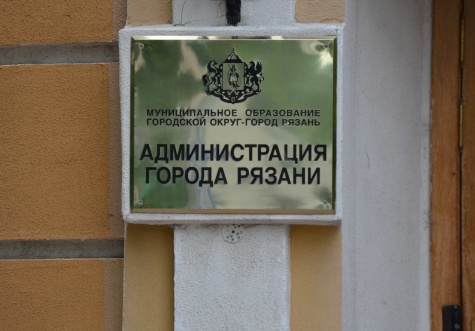 МУНИЦИПАЛЬНОЕ ОБРАЗОВАНИЕ
ГОРОДСКОЙ ОКРУГ-ГОРОД РЯЗАНЬ
АДМИНИСТРАЦИЯ
ГОРОДА РЯЗАНИ